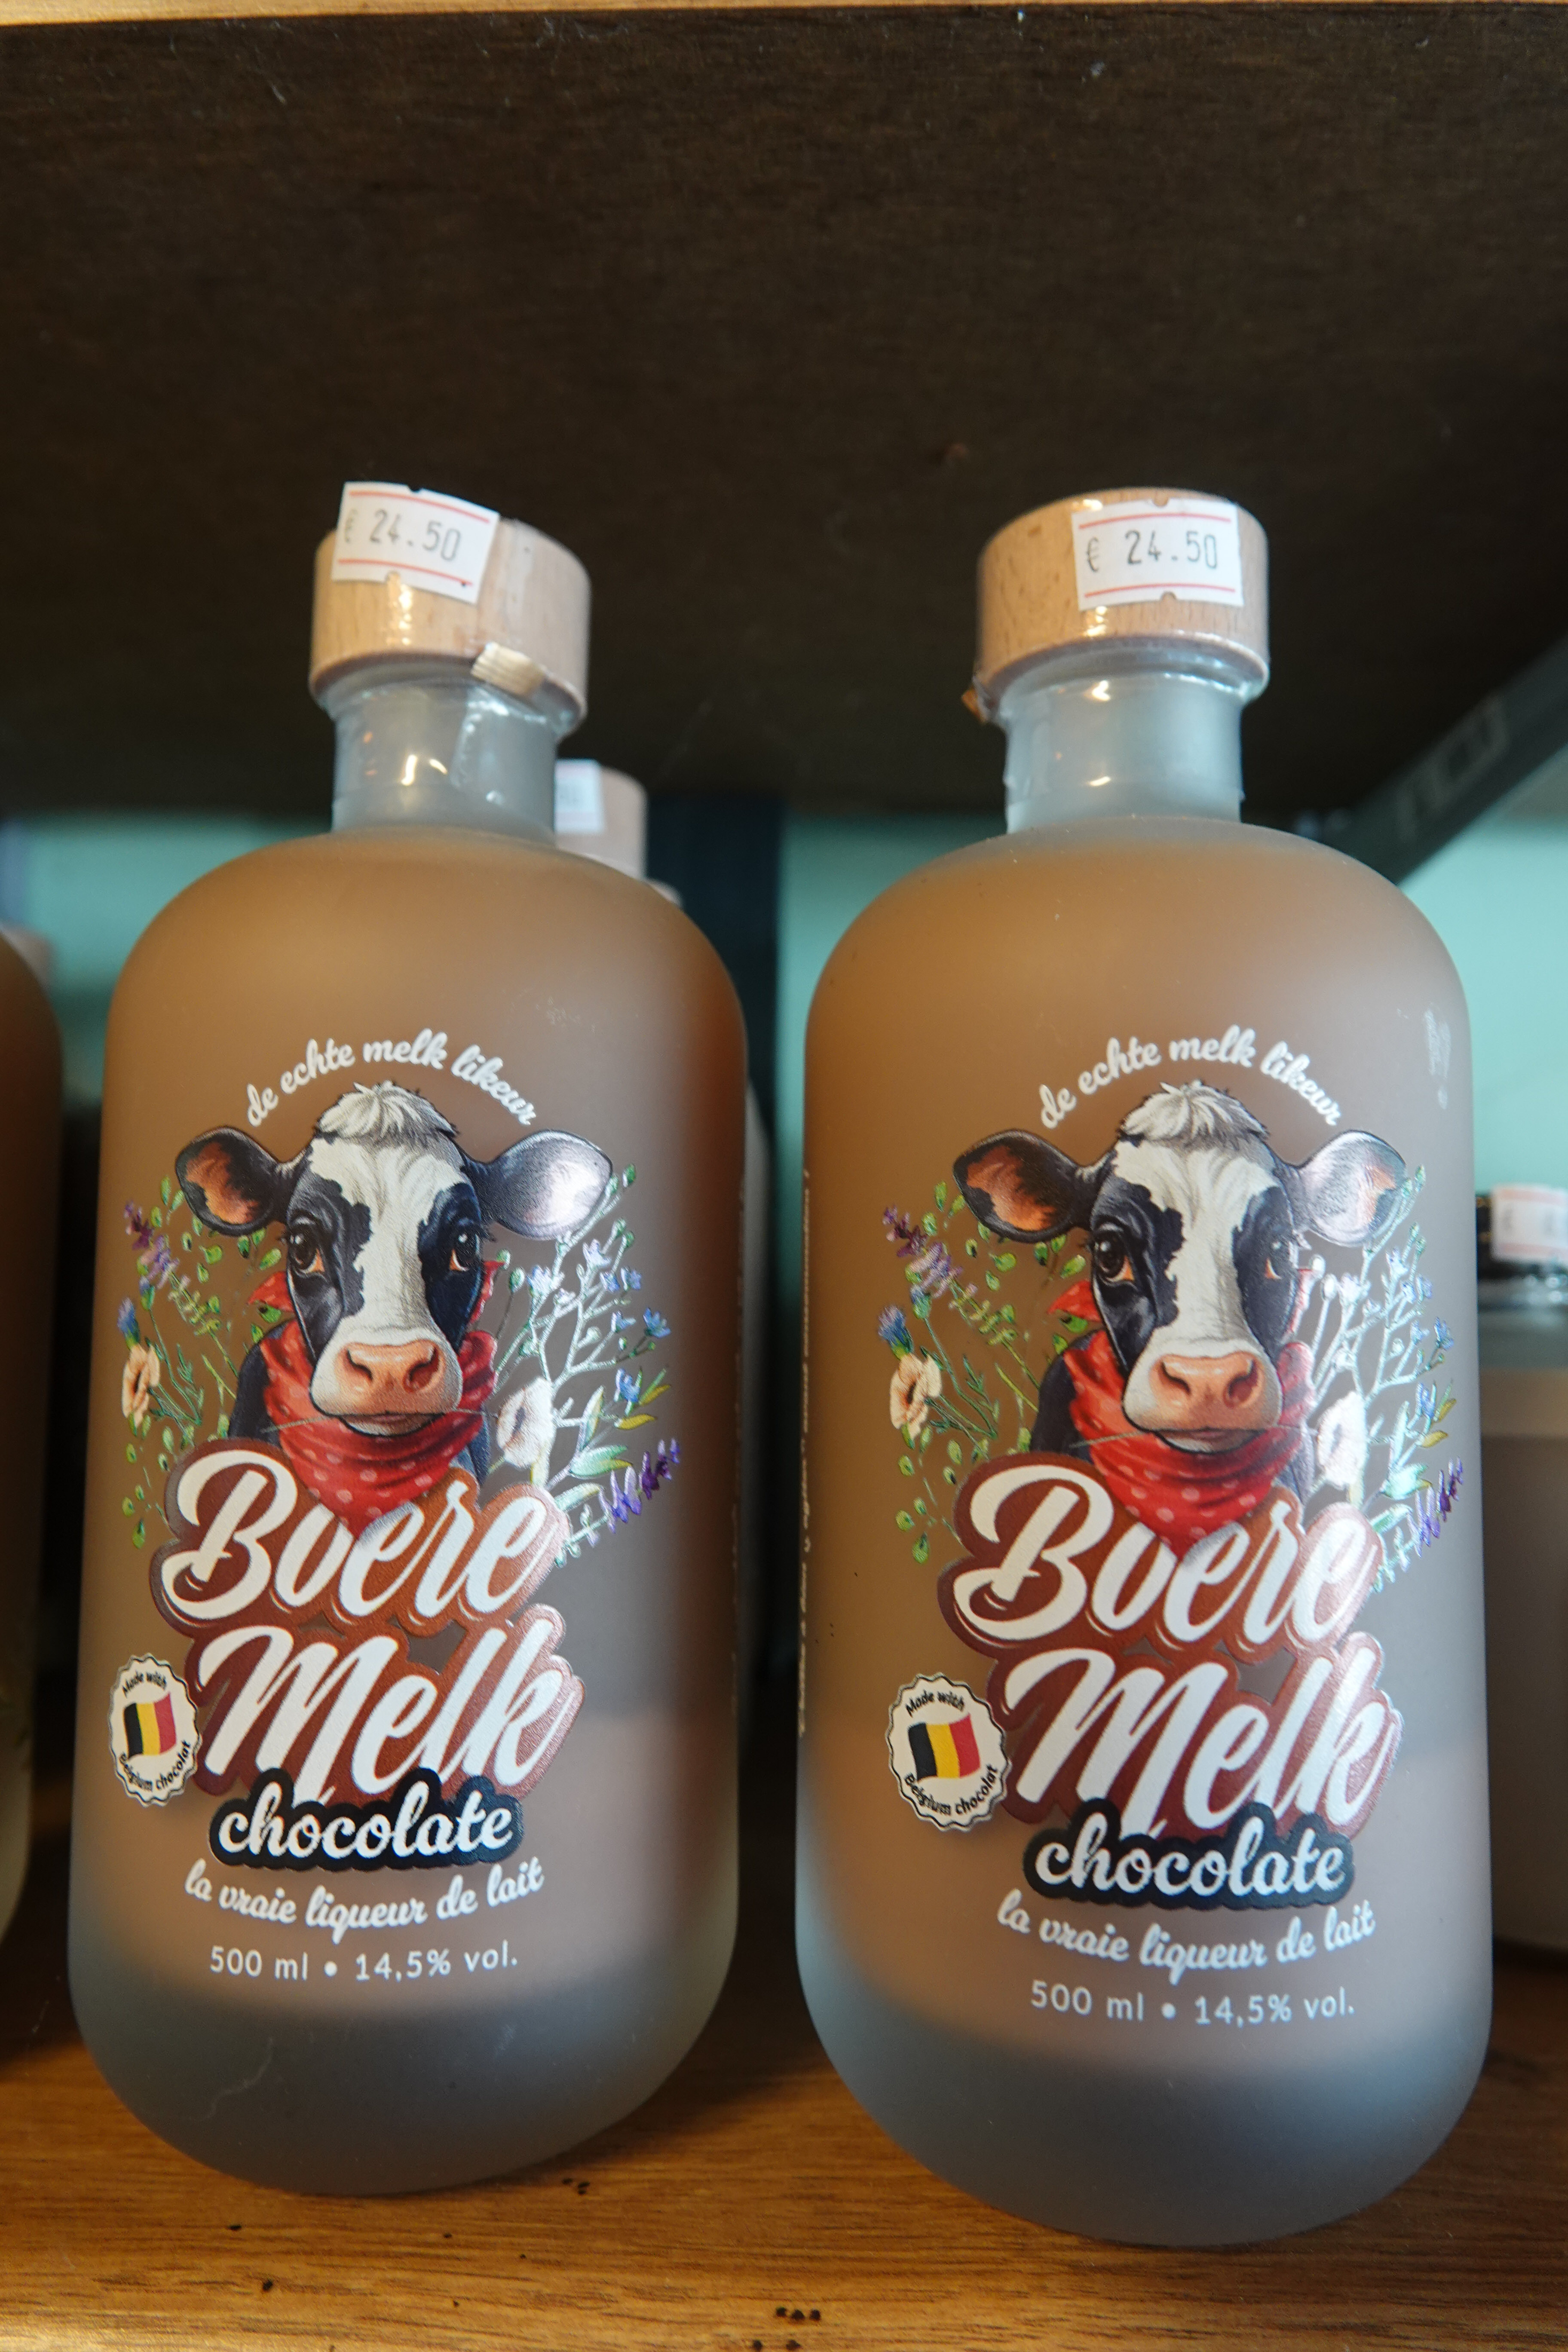 € 24.50
de echte melk likeur
Boere
Melk
Made with
Belgium chocolat
chocolate
la vraie liqueur de lait
500 ml • 14,5% vol.
€ 24.50
de echte melk likeur
Boere
Melk
Made with
Belgium chocolat
chocolate
la vraie liqueur de lait
500 ml • 14,5% vol.